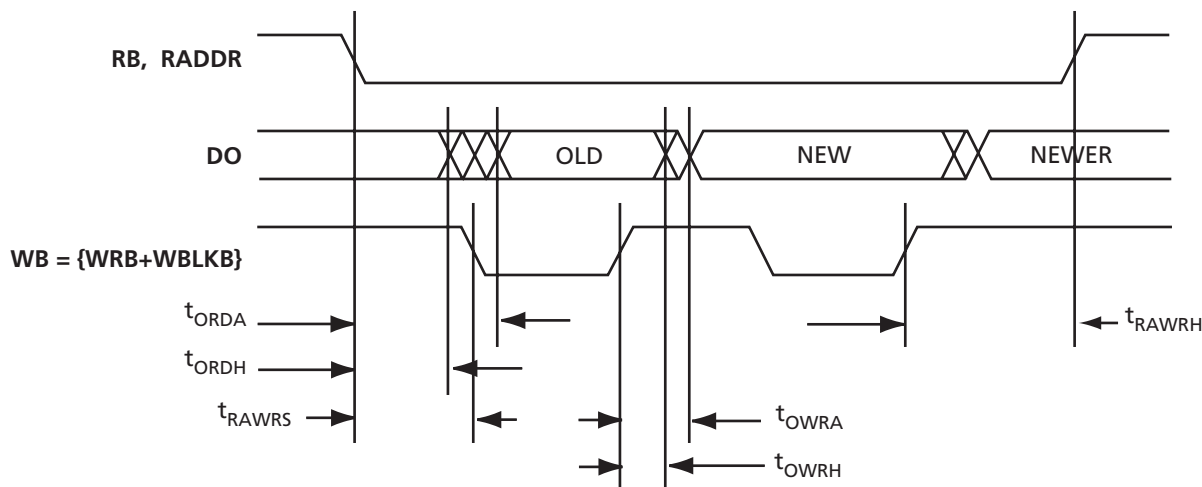 RB, RADDR
DO
OLD
NEW
NEWER
WB = {WRB+WBLKB}
tORDA
tRAWRH
tORDH
tRAWRS
tOWRA
tOWRH